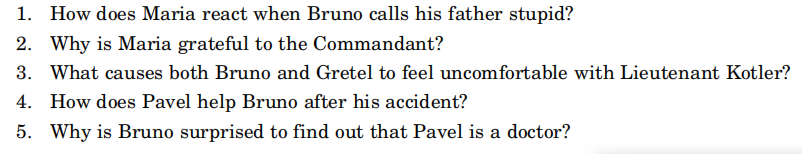 1. How does Maria react when Bruno calls his father stupid?
2. Why is Maria grateful to the Commandant?
3. What causes both Bruno and Gretel to feel uncomfortable with Lieutenant Kotler?
4. How does Pavel help Bruno after his accident?
5. Why is Bruno surprised to find out that Pavel is a doctor?